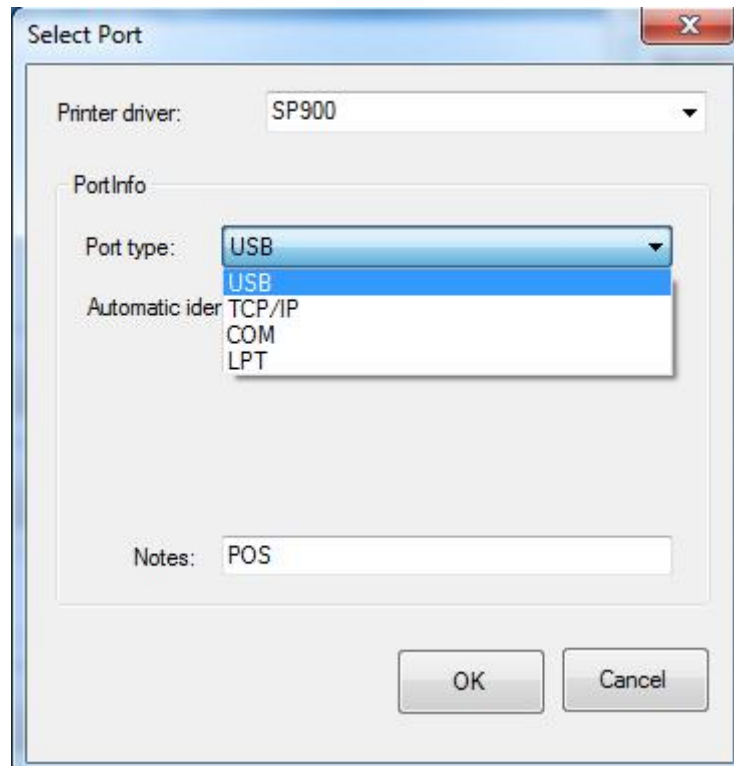 Select Port
Printer driver: SP900
PortInfo
Port type: USB
USB
Automatic ider TCP/IP
COM
LPT
Notes: POS
OK Cancel